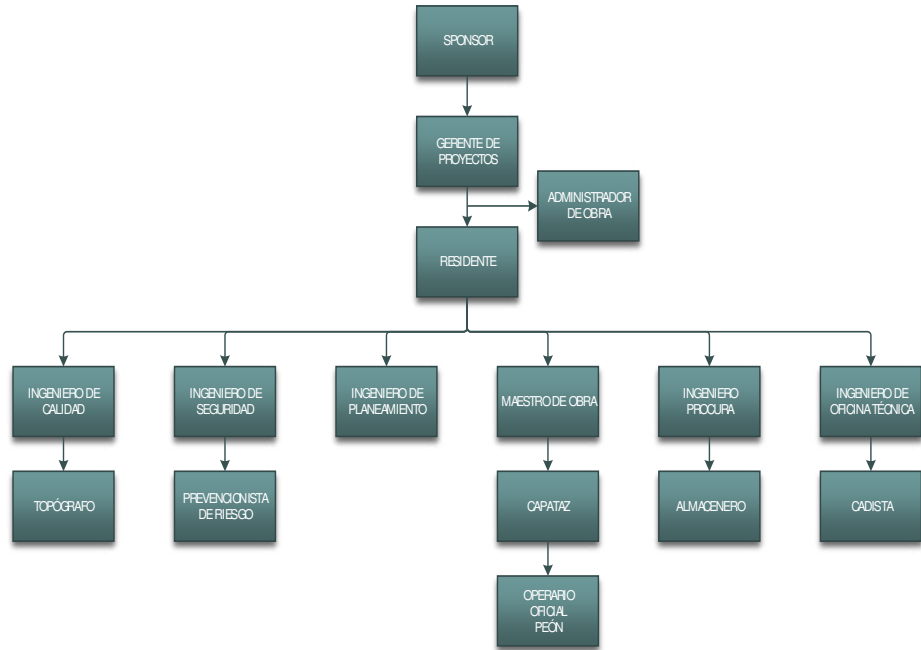 SPONSOR
GERENTE DE
PROYECTOS
ADMINISTRADOR
DE OBRA
RESIDENTE
INGENIERO DE
CALIDAD
INGENIERO DE
SEGURIDAD
INGENIERO DE
PLANEAMIENTO
MAESTRO DE OBRA
INGENIERO
PROCURA
INGENIERO DE
OFICINA TÉCNICA
TOPÓGRAFO
PREVENCIONISTA
DE RIESGO
CAPATAZ
ALMACENERO
CADISTA
OPERARIO
OFICIAL
PEÓN